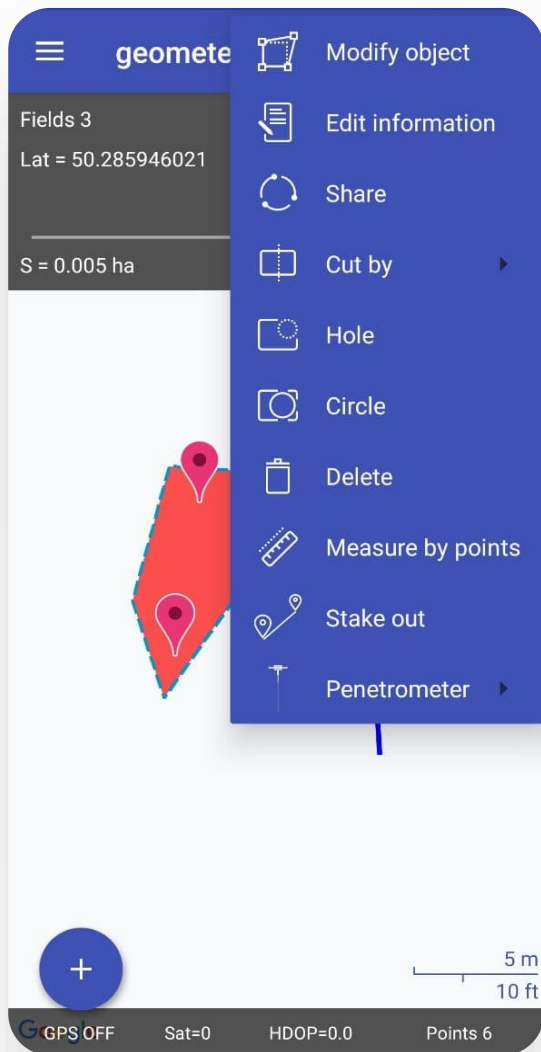 geomete
Modify object
Edit information
Share
Cut by
Hole
Circle
Delete
Measure by points
Stake out
Penetrometer
Fields 3
Lat = 50.285946021
S = 0.005 ha
+
5 m
10 ft
GPS OFF Sat=0 HDOP=0.0 Points 6